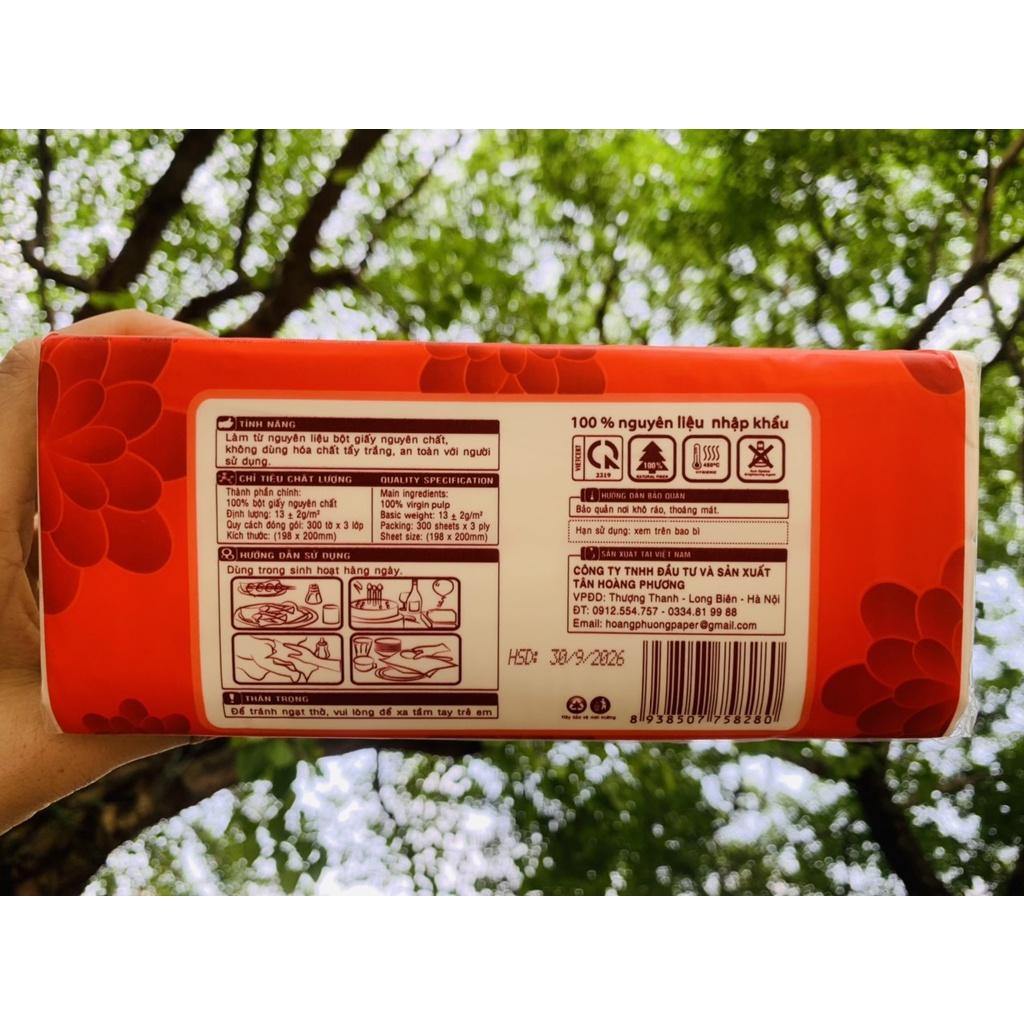 TÍNH NĂNG
Làm từ nguyên liệu bột giấy nguyên chất,
không dùng hóa chất tẩy trắng, an toàn với người
sử dụng.
CHỈ TIÊU CHẤT LƯỢNG
Thành phần chính:
100% bột giấy nguyên chất
Định lượng: 13 ± 2g/m²
Quy cách đóng gói: 300 tờ x 3 lớp
Kích thước: (198 x 200mm)
QUALITY SPECIFICATION
Main ingredients:
100% virgin pulp
Basic weight: 13 ± 2g/m²
Packing: 300 sheets x 3 ply
Sheet size: (198 x 200mm)
HƯỚNG DẪN SỬ DỤNG
Dùng trong sinh hoạt hàng ngày.
THẬN TRỌNG
Để tránh ngạt thở, vui lòng để xa tầm tay trẻ em
100 % nguyên liệu nhập khẩu
VIETCERT
2319
100%
NATURAL FIBER
450°C
HYGIENIC
HƯỚNG DẪN BẢO QUẢN
Bảo quản nơi khô ráo, thoáng mát.
Hạn sử dụng: xem trên bao bì
SẢN XUẤT TẠI VIỆT NAM
CÔNG TY TNHH ĐẦU TƯ VÀ SẢN XUẤT
TÂN HOÀNG PHƯƠNG
VPĐD: Thượng Thanh - Long Biên - Hà Nội
ĐT: 0912.554.757 - 0334.81 99 88
Email: hoangphuongpaper@gmail.com
HSD: 30/9/2026
Hãy bảo vệ môi trường
8 938507 758280